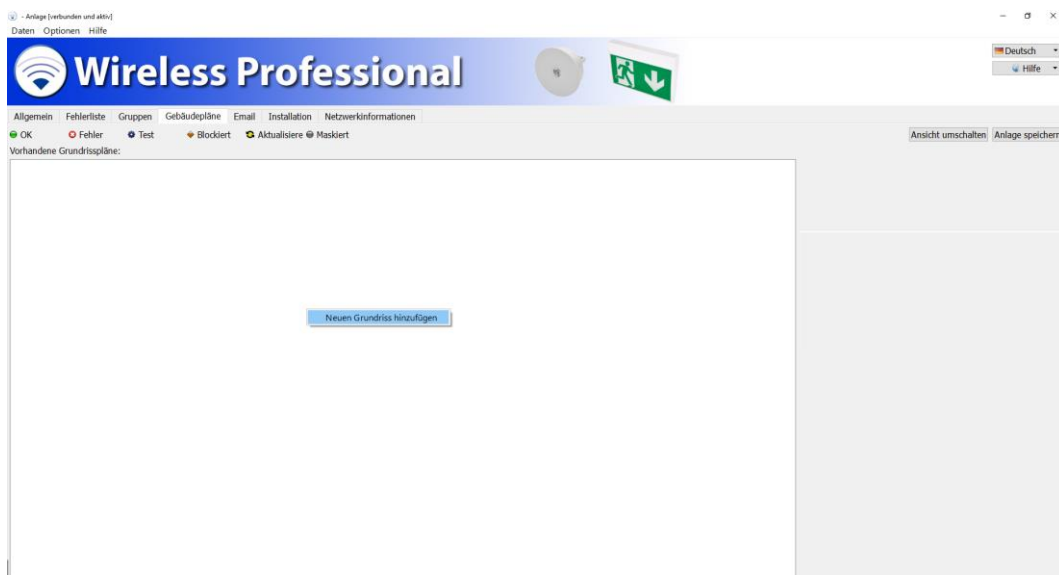 - Anlage [verbunden und aktiv]
Daten Optionen Hilfe
Wireless Professional
Deutsch
Hilfe
Allgemein Fehlerliste Gruppen Gebäudepläne Email Installation Netzwerkinformationen
OK Fehler Test Blockiert Aktualisiere Maskiert Ansicht umschalten Anlage speichern
Vorhandene Grundrisspläne:
Neuen Grundriss hinzufügen